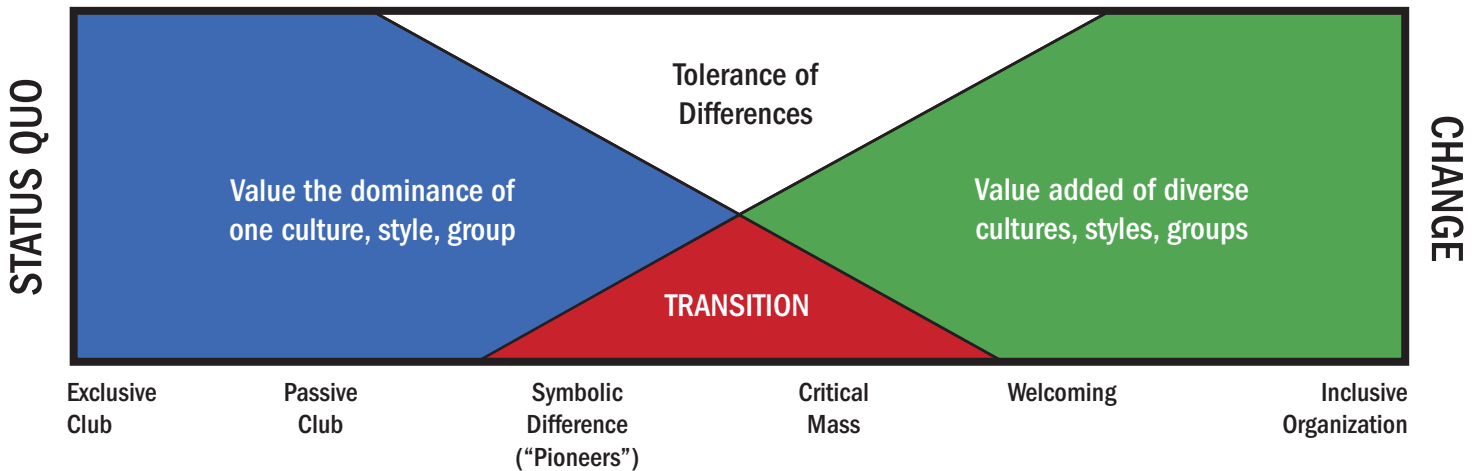 STATUS QUO
Tolerance of
Differences
Value the dominance of
one culture, style, group
Value added of diverse
cultures, styles, groups
TRANSITION
CHANGE
Exclusive
Club
Passive
Club
Symbolic
Difference
(“Pioneers”)
Critical
Mass
Welcoming
Inclusive
Organization